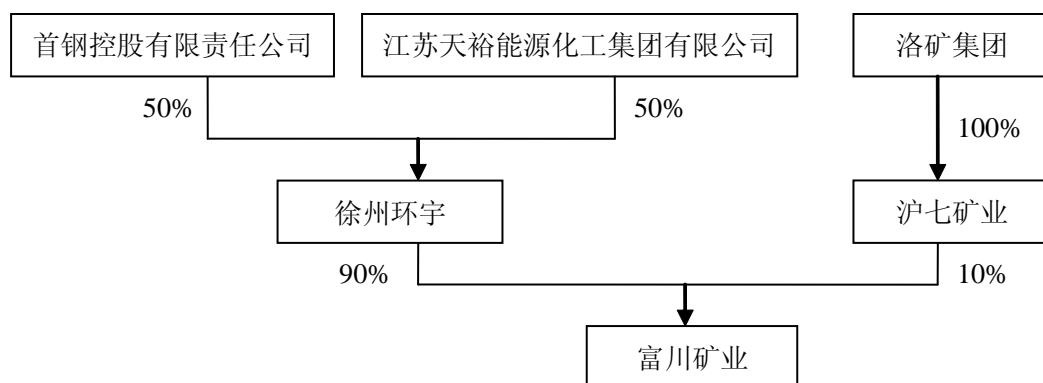 首钢控股有限责任公司
江苏天裕能源化工集团有限公司
洛矿集团
50%
50%
100%
徐州环宇
沪七矿业
90%
10%
富川矿业